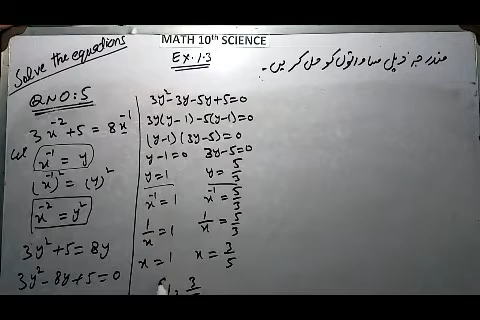 MATH 10th SCIENCE
Ex. 1.3
Solve the equations
مندرجہ ذیل مساواتوں کو حل کریں۔
Q.NO:5
3x⁻² + 5 = 8x⁻¹
Let
x⁻¹ = y
(x⁻¹)² = (y)²
x⁻² = y²
3y² + 5 = 8y
3y² - 8y + 5 = 0
3y² - 3y - 5y + 5 = 0
3y(y - 1) - 5(y - 1) = 0
(y - 1)(3y - 5) = 0
y - 1 = 0   3y - 5 = 0
y = 1   y = 5/3
x⁻¹ = 1   x⁻¹ = 5/3
1/x = 1   1/x = 5/3
x = 1   x = 3/5